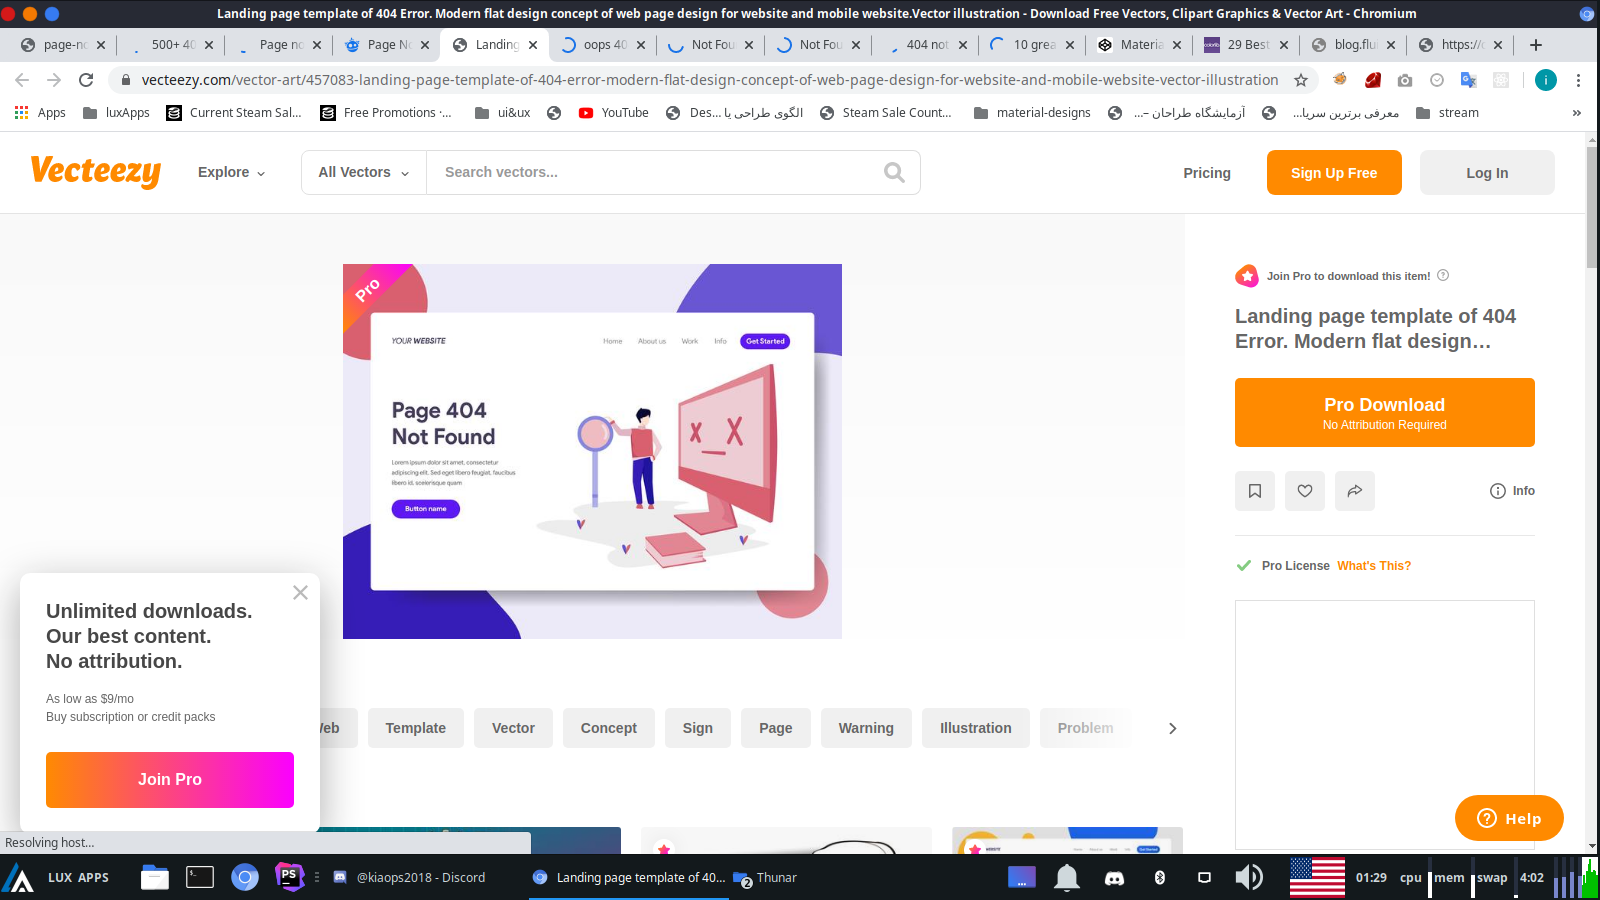 Landing page template of 404 Error. Modern flat design concept of web page design for website and mobile website.Vector illustration - Download Free Vectors, Clipart Graphics & Vector Art - Chromium
page-no
500+ 40
Page no
Page No
Landing
oops 40
Not Fou
Not Fou
404 not
10 grea
Materia
29 Best
blog.flu
https://c
vecteezy.com/vector-art/457083-landing-page-template-of-404-error-modern-flat-design-concept-of-web-page-design-for-website-and-mobile-website-vector-illustration
i
Apps
luxApps
Current Steam Sal...
Free Promotions ·...
ui&ux
YouTube
الگوی طراحی یا ...Des
Steam Sale Count...
material-designs
آزمایشگاه طراحان –...
معرفی برترین سریا...
stream
»
Vecteezy
Explore
All Vectors
Search vectors...
Pricing
Sign Up Free
Log In
Pro
YOUR WEBSITE
Home
About us
Work
Info
Get Started
Page 404
Not Found
Lorem ipsum dolor sit amet, consectetur
adipiscing elit. Sed eget libero feugiat, faucibus
libero id, scelerisque quam
Button name
Join Pro to download this item!
Landing page template of 404
Error. Modern flat design...
Pro Download
No Attribution Required
Info
Pro License What's This?
Unlimited downloads.
Our best content.
No attribution.
As low as $9/mo
Buy subscription or credit packs
Join Pro
eb
Template
Vector
Concept
Sign
Page
Warning
Illustration
Problem
Help
Resolving host...
LUX APPS
PS
@kiaops2018 - Discord
Landing page template of 40...
2
Thunar
01:29
cpu
mem
swap
4:02